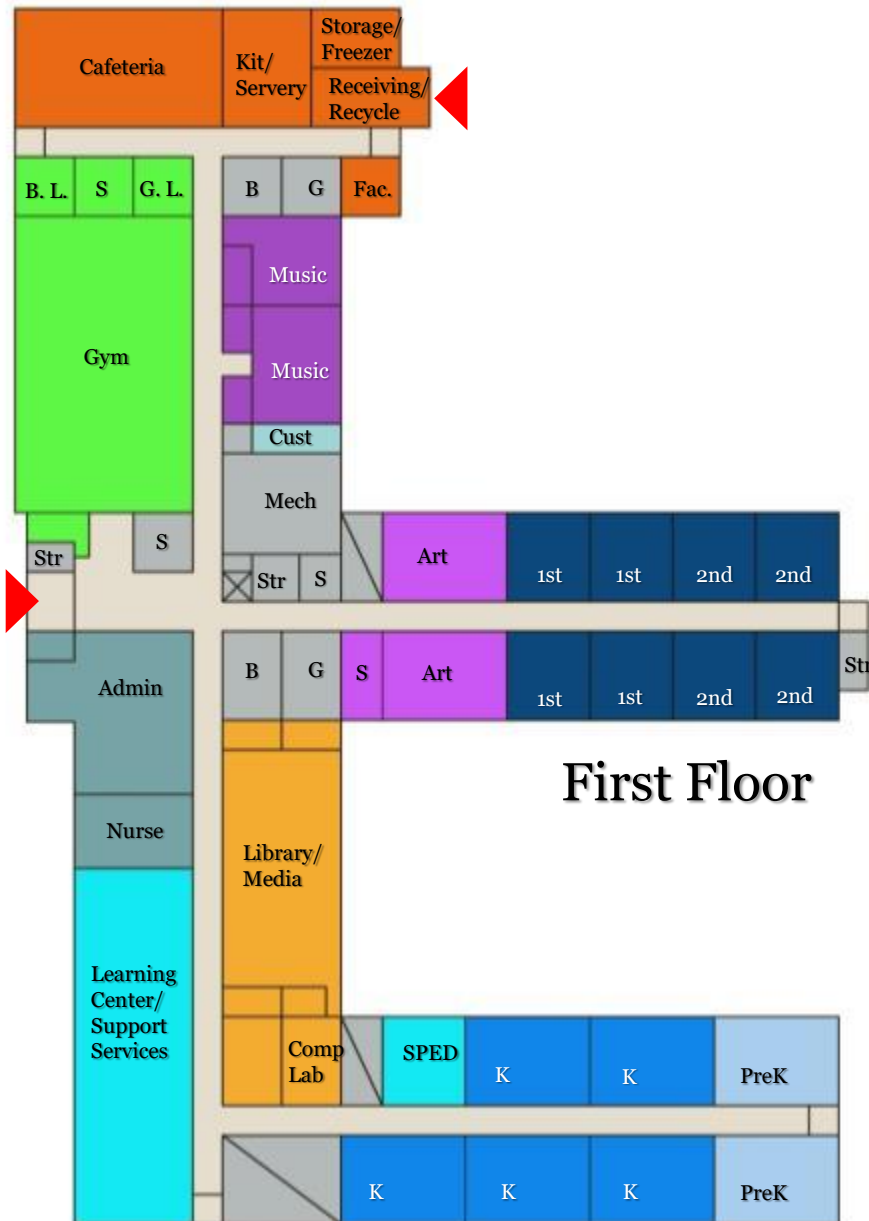 Storage/
Freezer
Cafeteria
Kit/
Servery
Receiving/
Recycle
B. L.
S
G. L.
B
G
Fac.
Music
Gym
Music
Cust
Mech
S
Str
Str
S
Art
1st
1st
2nd
2nd
Admin
B
G
S
Art
1st
1st
2nd
2nd
Str
First Floor
Nurse
Library/
Media
Learning
Center/
Support
Services
Comp
Lab
SPED
K
K
PreK
K
K
K
PreK